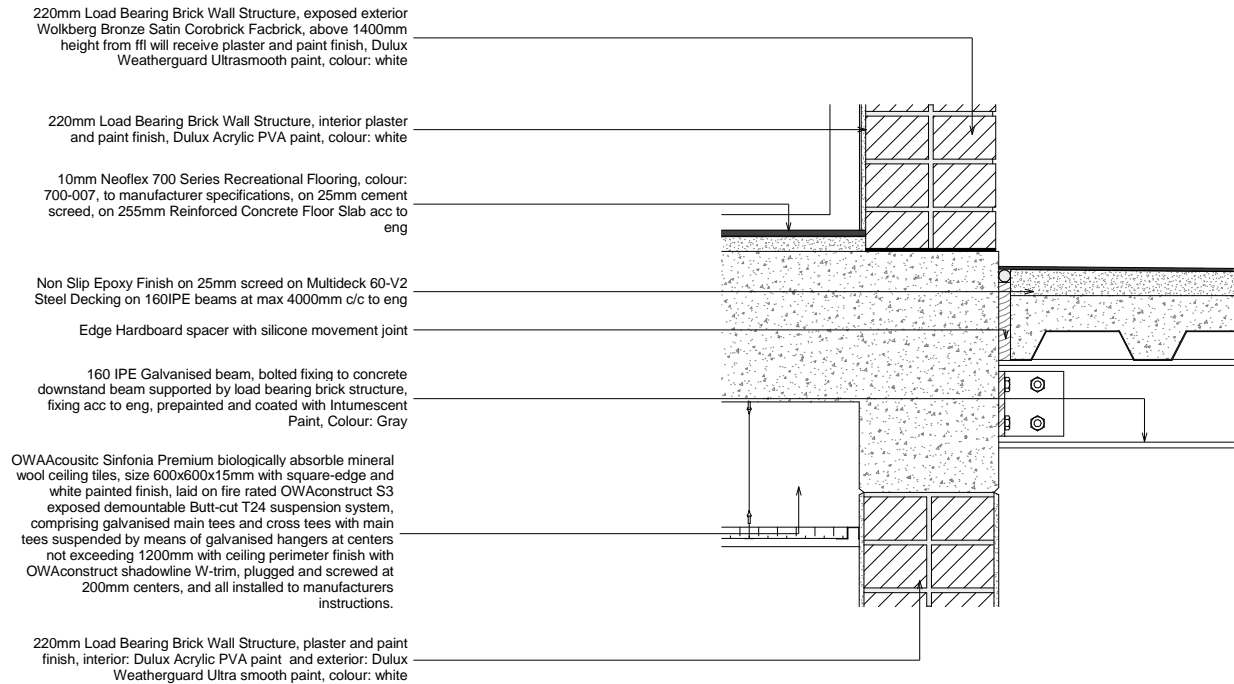 220mm Load Bearing Brick Wall Structure, exposed exterior
Wolkberg Bronze Satin Corobrick Facbrick, above 1400mm
height from ffl will receive plaster and paint finish, Dulux
Weatherguard Ultrasmooth paint, colour: white
220mm Load Bearing Brick Wall Structure, interior plaster
and paint finish, Dulux Acrylic PVA paint, colour: white
10mm Neoflex 700 Series Recreational Flooring, colour:
700-007, to manufacturer specifications, on 25mm cement
screed, on 255mm Reinforced Concrete Floor Slab acc to
eng
Non Slip Epoxy Finish on 25mm screed on Multideck 60-V2
Steel Decking on 160IPE beams at max 4000mm c/c to eng
Edge Hardboard spacer with silicone movement joint
160 IPE Galvanised beam, bolted fixing to concrete
downstand beam supported by load bearing brick structure,
fixing acc to eng, prepainted and coated with Intumescent
Paint, Colour: Gray
OWAAcousitc Sinfonia Premium biologically absorble mineral
wool ceiling tiles, size 600x600x15mm with square-edge and
white painted finish, laid on fire rated OWAconstruct S3
exposed demountable Butt-cut T24 suspension system,
comprising galvanised main tees and cross tees with main
tees suspended by means of galvanised hangers at centers
not exceeding 1200mm with ceiling perimeter finish with
OWAconstruct shadowline W-trim, plugged and screwed at
200mm centers, and all installed to manufacturers
instructions.
220mm Load Bearing Brick Wall Structure, plaster and paint
finish, interior: Dulux Acrylic PVA paint and exterior: Dulux
Weatherguard Ultra smooth paint, colour: white